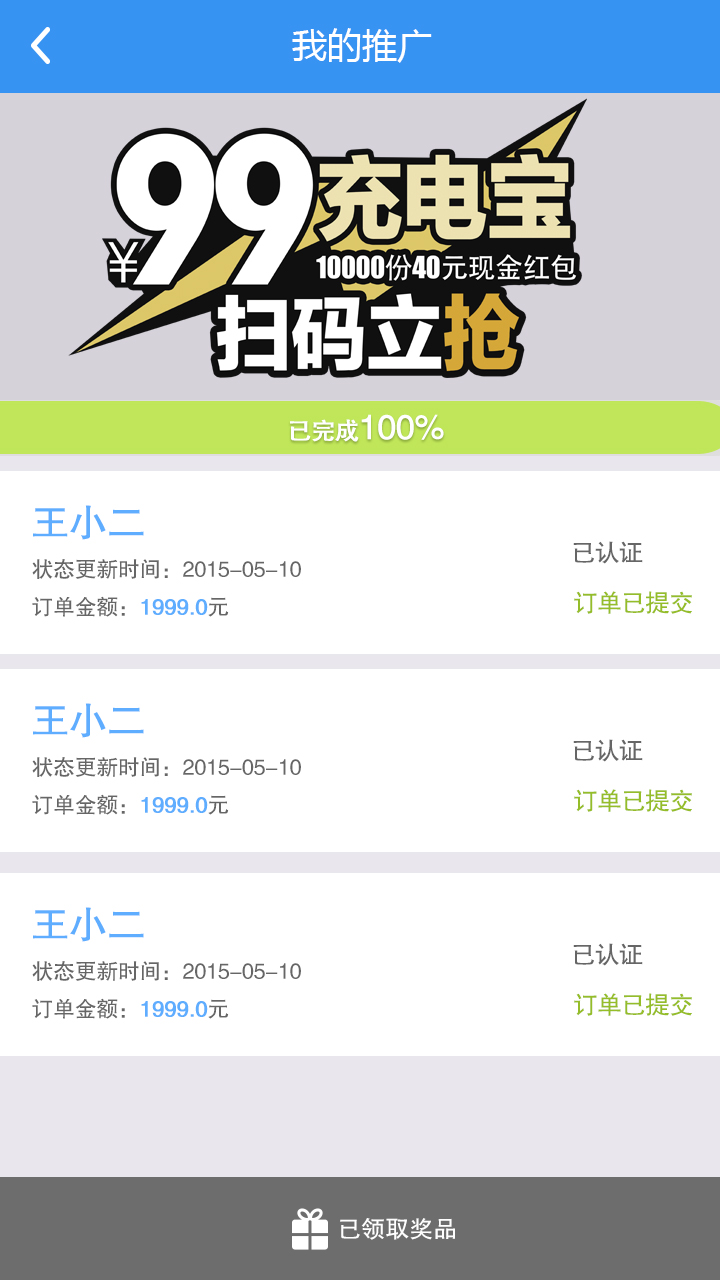 我的推广
¥99充电宝
10000份40元现金红包
扫码立抢
已完成100%
王小二
状态更新时间：2015-05-10
已认证
订单金额：1999.0元
订单已提交
王小二
状态更新时间：2015-05-10
已认证
订单金额：1999.0元
订单已提交
王小二
状态更新时间：2015-05-10
已认证
订单金额：1999.0元
订单已提交
已领取奖品